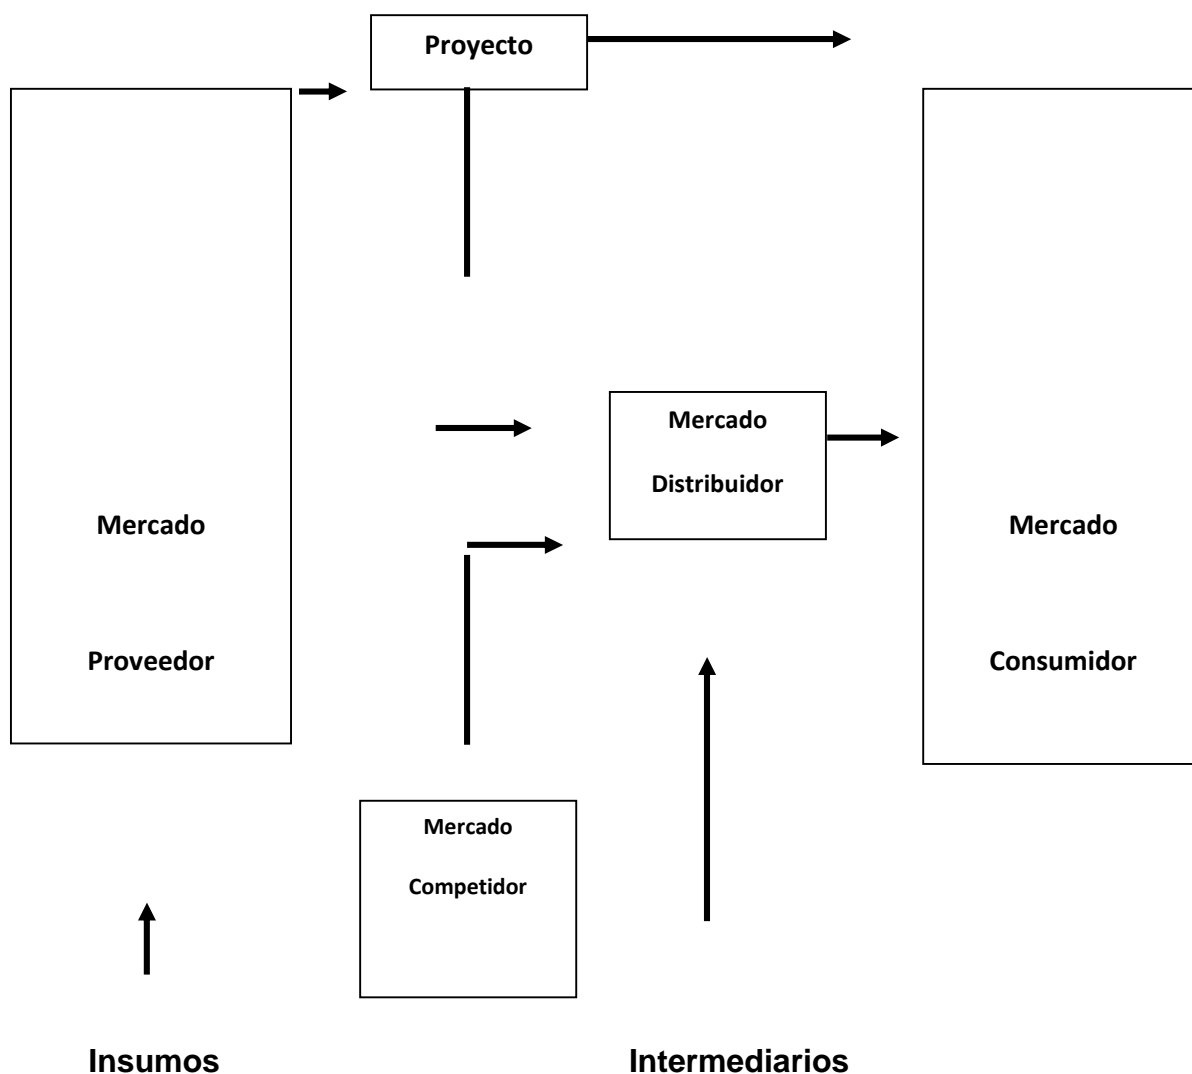 Proyecto
Mercado
Proveedor
Mercado
Distribuidor
Mercado
Consumidor
Mercado
Competidor
Insumos
Intermediarios